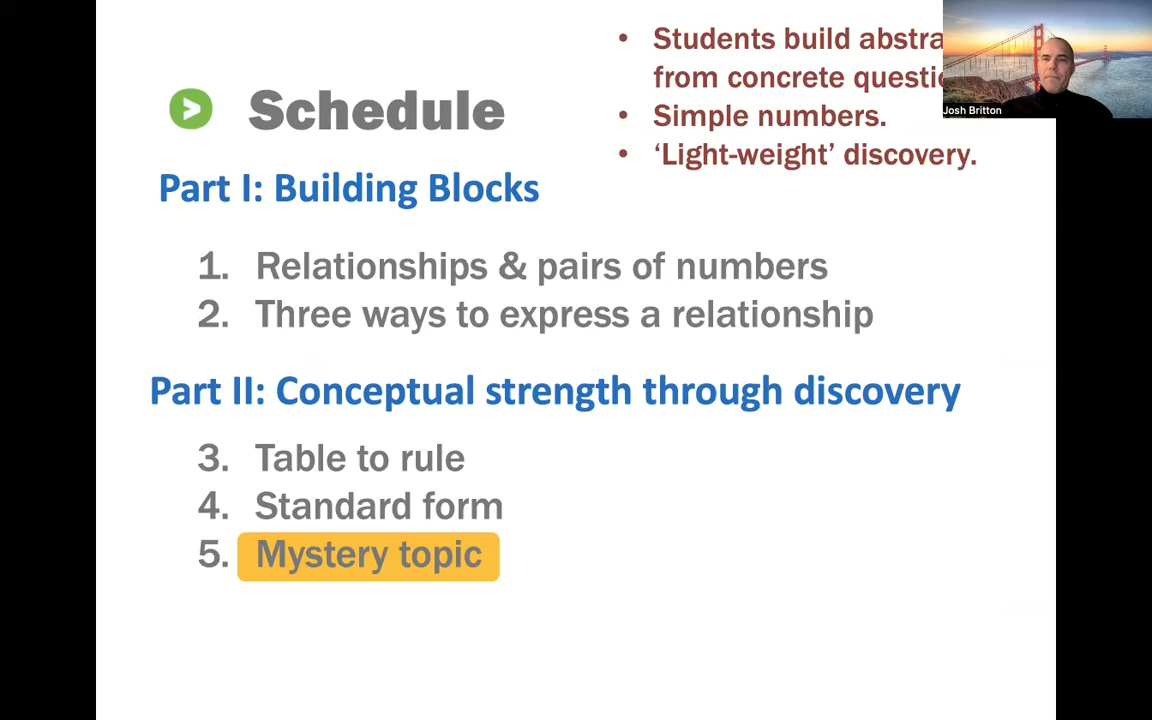 • Students build abstra
from concrete questi
• Simple numbers.
• ‘Light-weight’ discovery.
Josh Britton
Schedule
Part I: Building Blocks
1. Relationships & pairs of numbers
2. Three ways to express a relationship
Part II: Conceptual strength through discovery
3. Table to rule
4. Standard form
5. Mystery topic